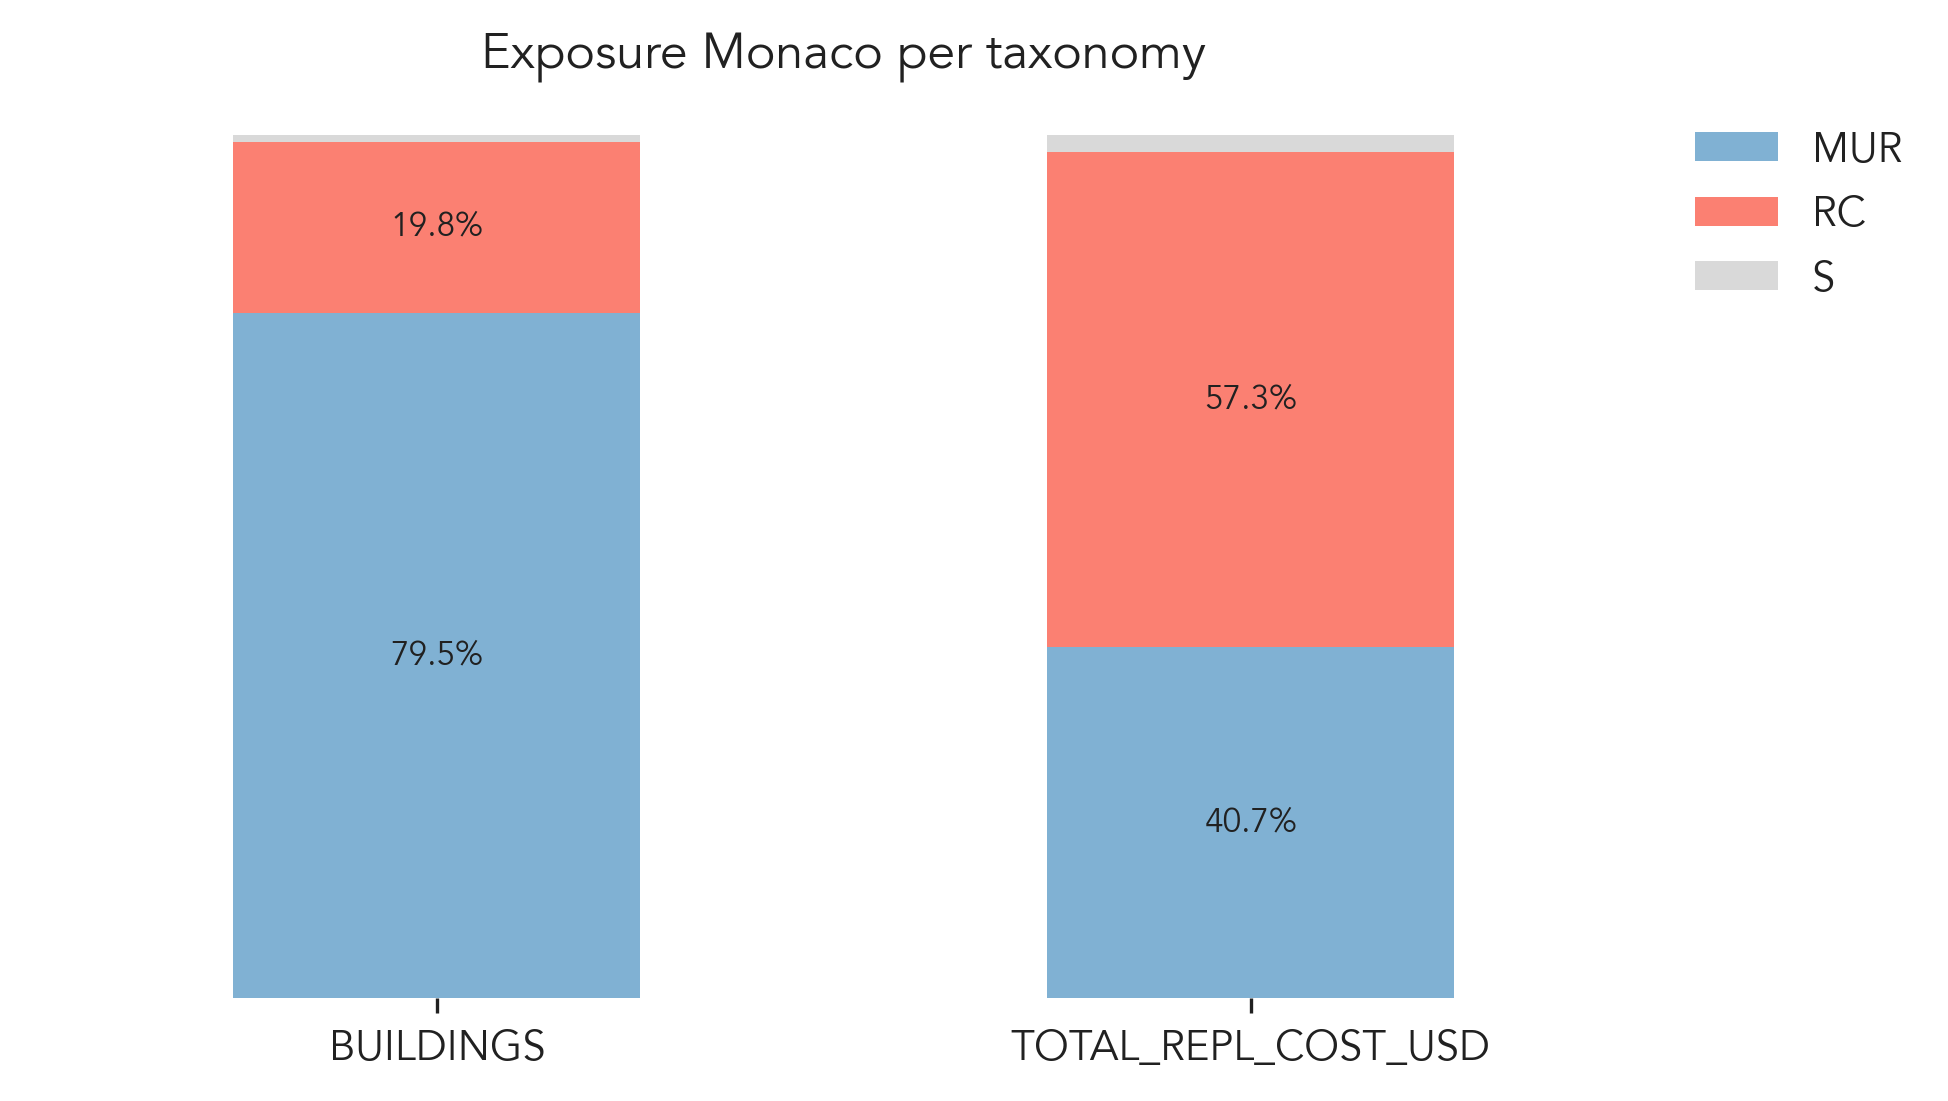 Exposure Monaco per taxonomy
MUR
RC
S
19.8%
57.3%
79.5%
40.7%
BUILDINGS
TOTAL_REPL_COST_USD